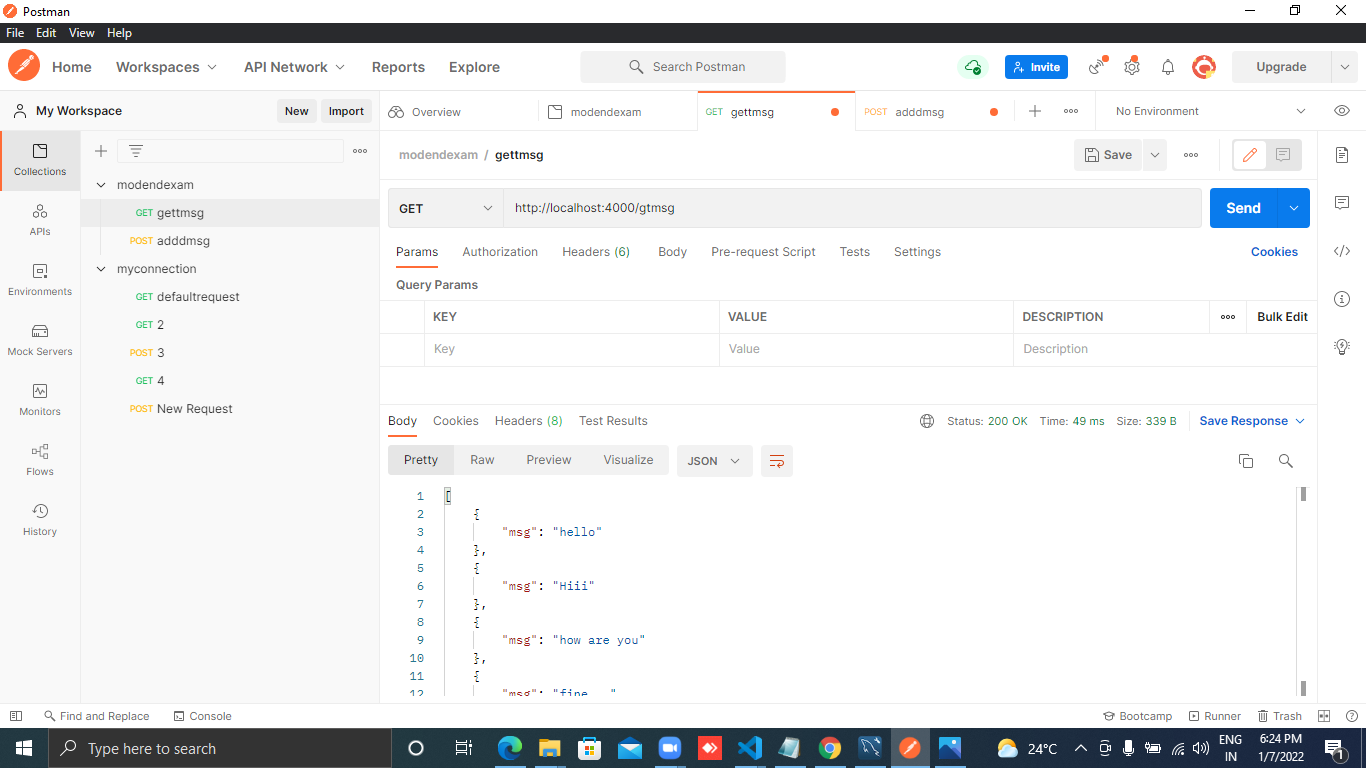 Postman
File Edit View Help
Home Workspaces API Network Reports Explore Search Postman Invite Upgrade
My Workspace New Import Overview modendexam GET gettmsg POST adddmsg No Environment
Collections
APIs
Environments
Mock Servers
Monitors
Flows
History
modendexam
GET gettmsg
POST adddmsg
myconnection
GET defaultrequest
GET 2
POST 3
GET 4
POST New Request
modendexam / gettmsg Save
GET http://localhost:4000/gtmsg Send
Params Authorization Headers (6) Body Pre-request Script Tests Settings Cookies
Query Params
KEY VALUE DESCRIPTION Bulk Edit
Key Value Description
Body Cookies Headers (8) Test Results Status: 200 OK Time: 49 ms Size: 339 B Save Response
Pretty Raw Preview Visualize JSON
1 [
2 {
3 "msg": "hello"
4 },
5 {
6 "msg": "Hiii"
7 },
8 {
9 "msg": "how are you"
10 },
11 {
12 "msg": "fine
Find and Replace Console Bootcamp Runner Trash
Type here to search 24°C ENG IN 6:24 PM 1/7/2022 1